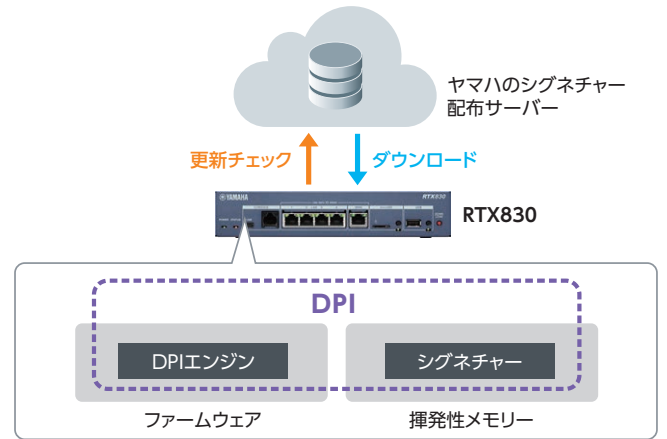 ヤマハのシグネチャー
配布サーバー
更新チェック
ダウンロード
YAMAHA
RTX830
RTX830
DPI
DPIエンジン
シグネチャー
ファームウェア
揮発性メモリー